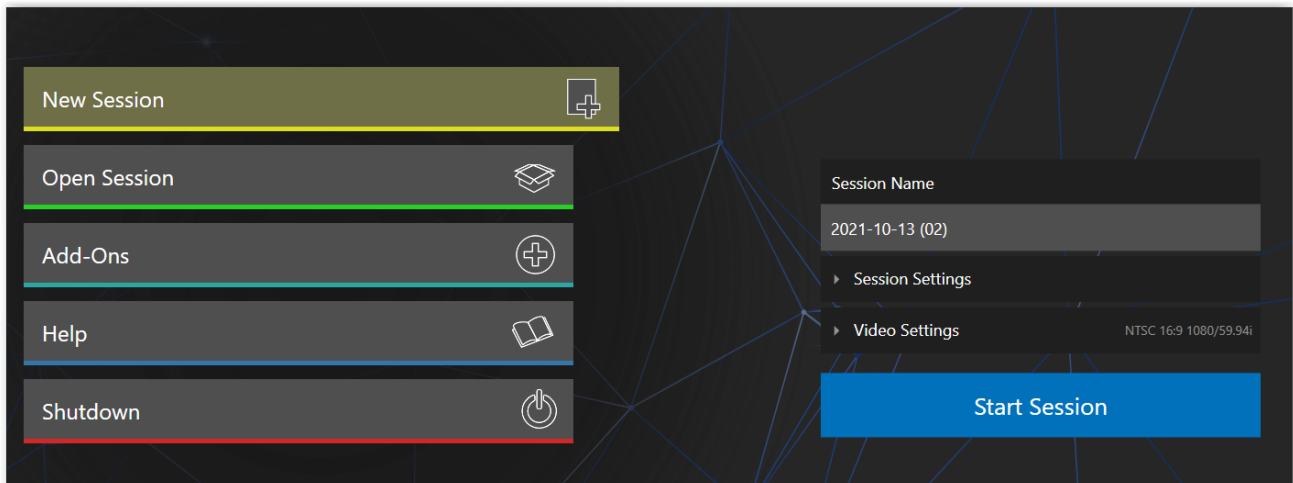 New Session
Open Session
Add-Ons
Help
Shutdown
Session Name
2021-10-13 (02)
Session Settings
Video Settings NTSC 16:9 1080/59.94i
Start Session